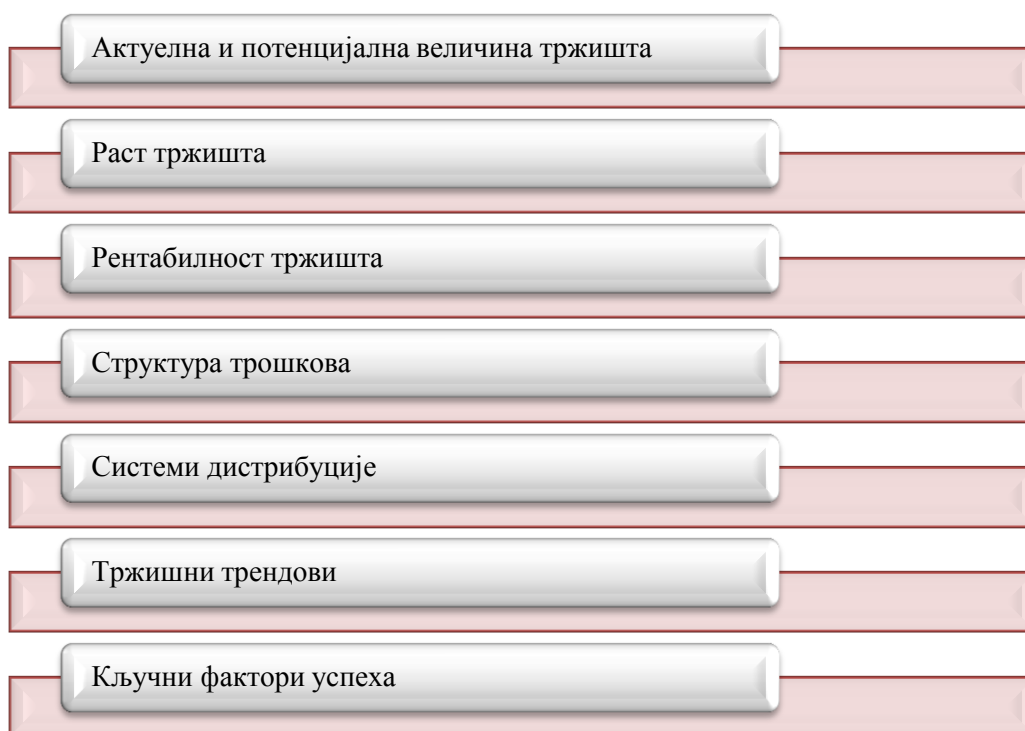 Актуелна и потенцијална величина тржишта
Раст тржишта
Рентабилност тржишта
Структура трошкова
Системи дистрибуције
Тржишни трендови
Кључни фактори успеха